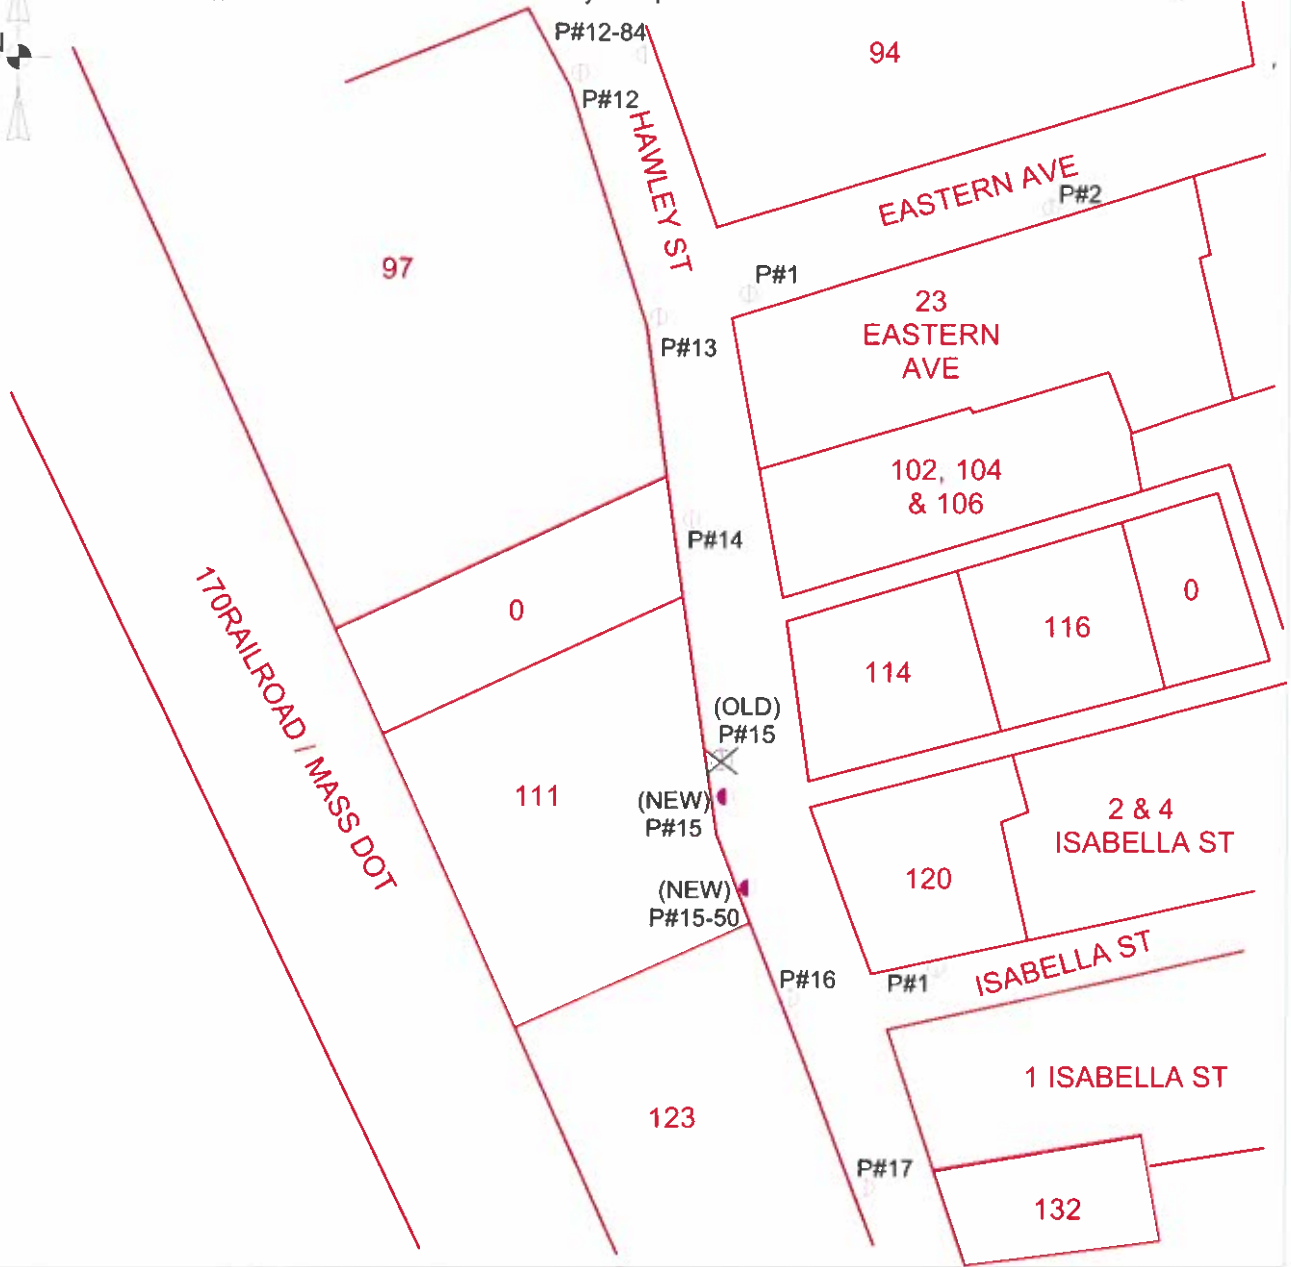 P#12-84
94
P#12
HAWLEY ST
EASTERN AVE
P#2
97
P#1
23
EASTERN
AVE
P#13
102, 104
& 106
P#14
170RAILROAD / MASS DOT
0
0
116
114
(OLD)
P#15
111
(NEW)
P#15
2 & 4
ISABELLA ST
120
(NEW)
P#15-50
P#16
P#1
ISABELLA ST
1 ISABELLA ST
123
P#17
132